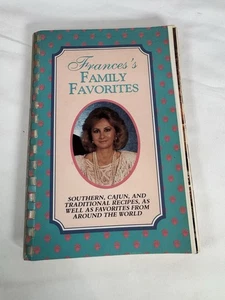 Frances's
FAMILY
FAVORITES
SOUTHERN, CAJUN, AND
TRADITIONAL RECIPES, AS
WELL AS FAVORITES FROM
AROUND THE WORLD